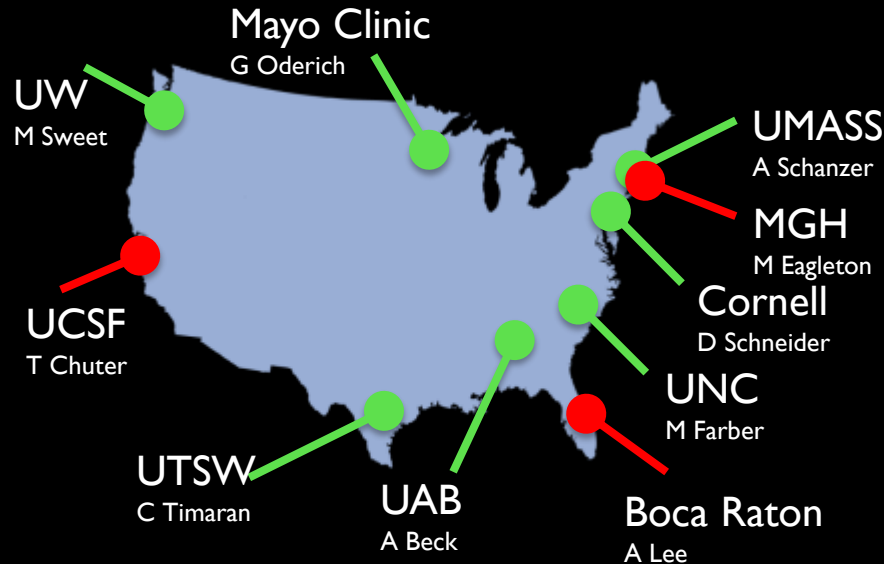 Mayo Clinic
G Oderich
UW
M Sweet
UMASS
A Schanzer
MGH
M Eagleton
Cornell
D Schneider
UCSF
T Chuter
UNC
M Farber
UTSW
C Timaran
UAB
A Beck
Boca Raton
A Lee